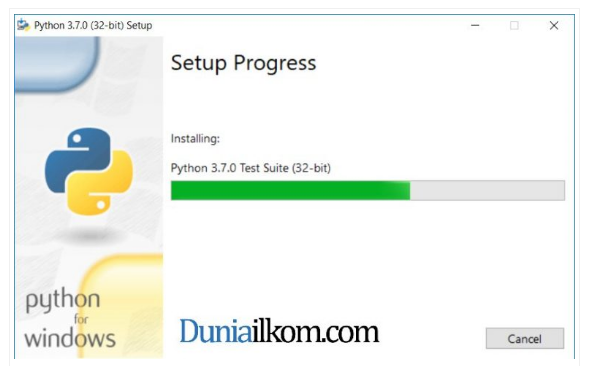 Python 3.7.0 (32-bit) Setup
Setup Progress
Installing:
Python 3.7.0 Test Suite (32-bit)
python
for
windows
Duniailkom.com
Cancel